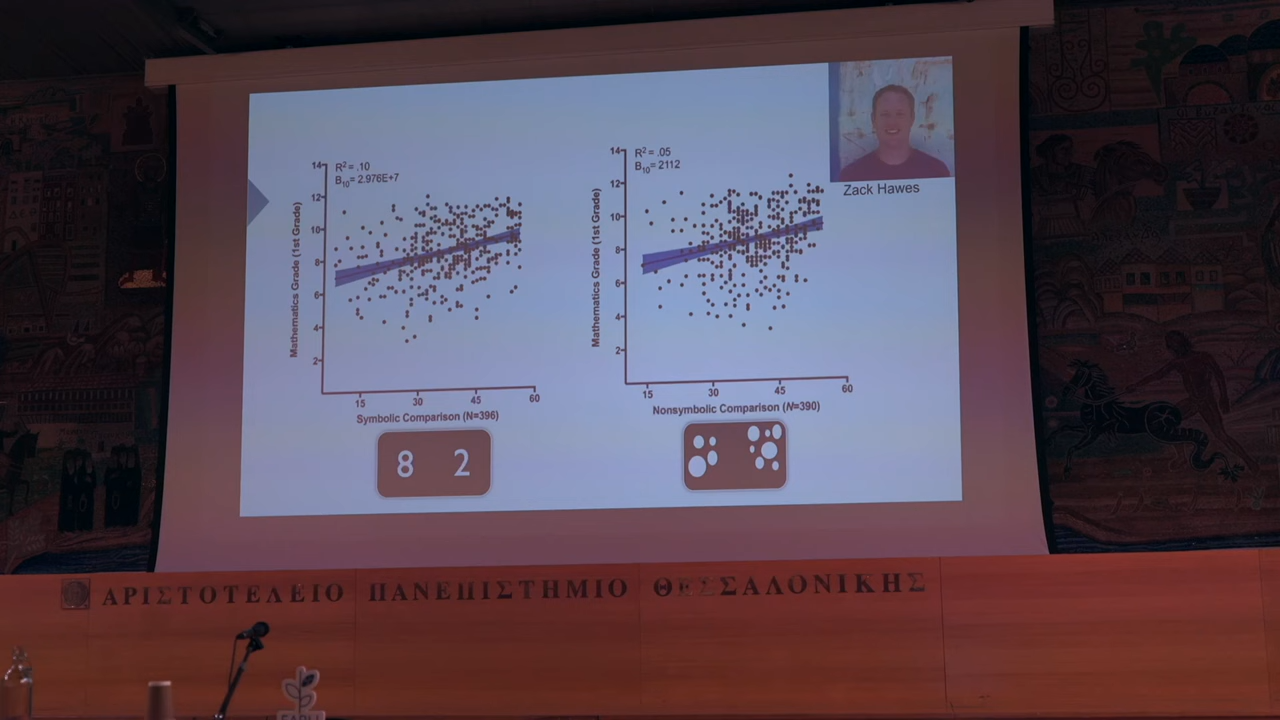 R² = .10
B₁₀ = 2.976E+7
14
12
10
8
6
4
2
Mathematics Grade (1st Grade)
15 30 45 60
Symbolic Comparison (N=396)
8 2
R² = .05
B₁₀ = 2112
14
12
10
8
6
4
2
Mathematics Grade (1st Grade)
15 30 45 60
Nonsymbolic Comparison (N=390)
Zack Hawes
ΑΡΙΣΤΟΤΕΛΕΙΟ ΠΑΝΕΠΙΣΤΗΜΙΟ ΘΕΣΣΑΛΟΝΙΚΗΣ